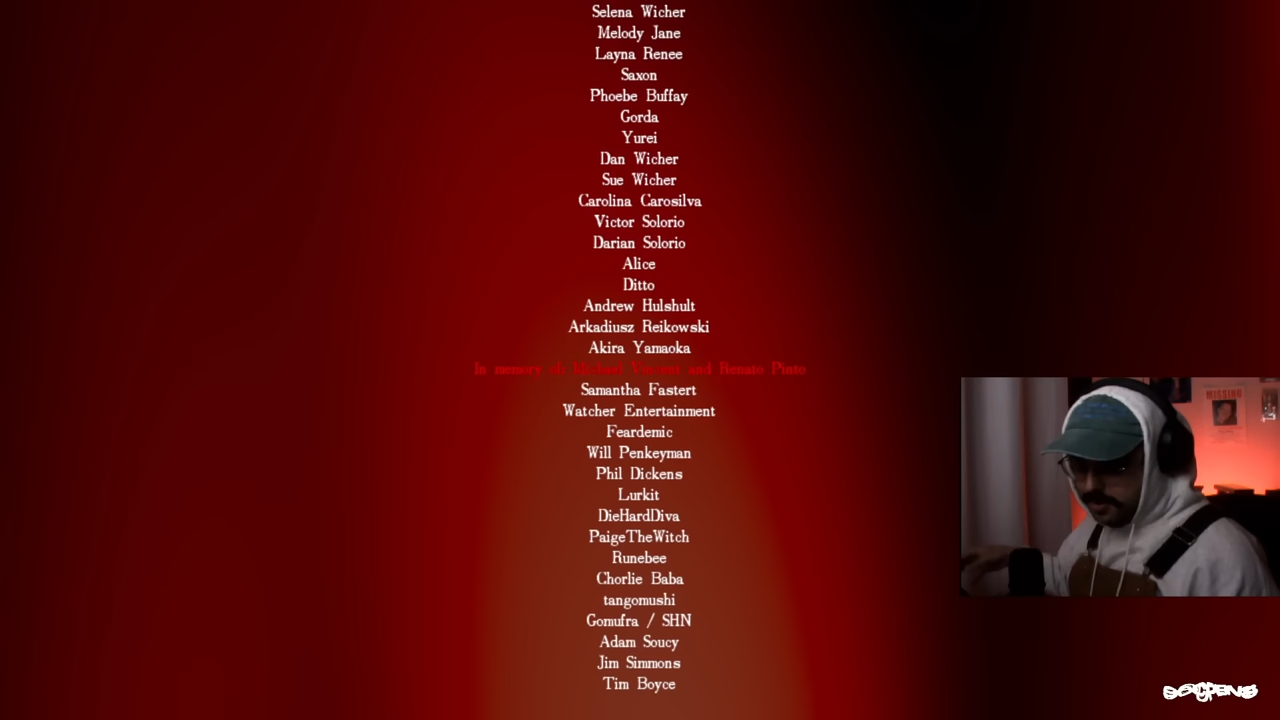 Selena Wicher
Melody Jane
Layna Renee
Saxon
Phoebe Buffay
Gorda
Yurei
Dan Wicher
Sue Wicher
Carolina Carosilva
Victor Solorio
Darian Solorio
Alice
Ditto
Andrew Hulshult
Arkadiusz Reikowski
Akira Yamaoka
In memory of: Michael Vincent and Renato Pinto
Samantha Fastert
Watcher Entertainment
Feardemic
Will Penkeyman
Phil Dickens
Lurkit
DieHardDiva
PaigeTheWitch
Runebee
Chorlie Baba
tangomushi
Gomufra / SHN
Adam Soucy
Jim Simmons
Tim Boyce
MISSING